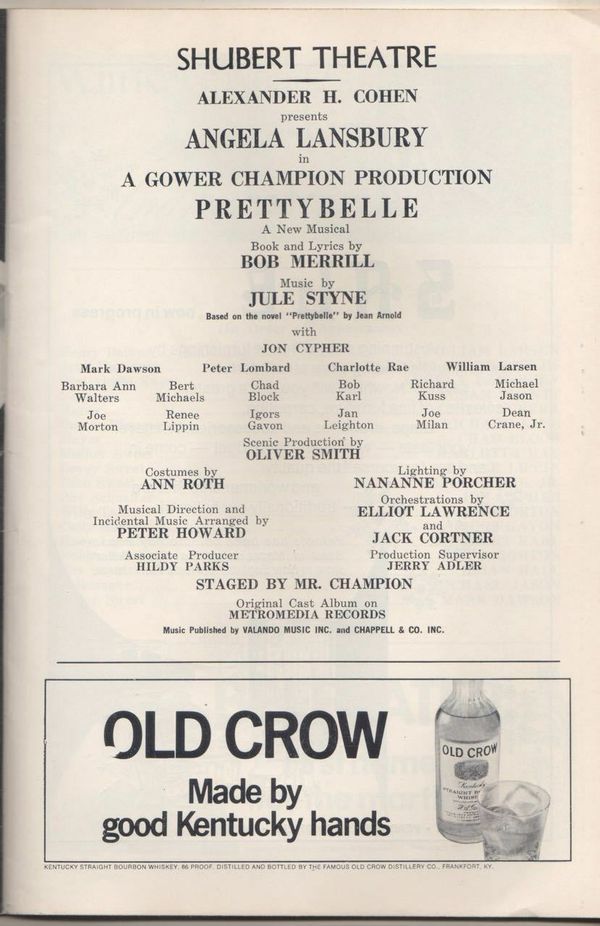 SHUBERT THEATRE
ALEXANDER H. COHEN
presents
ANGELA LANSBURY
in
A GOWER CHAMPION PRODUCTION
PRETTYBELLE
A New Musical
Book and Lyrics by
BOB MERRILL
Music by
JULE STYNE
Based on the novel "Prettybelle" by Jean Arnold
with
JON CYPHER
Mark Dawson Peter Lombard Charlotte Rae William Larsen
Barbara Ann Bert Chad Bob Richard Michael
Walters Michaels Block Karl Kuss Jason
Joe Renee Igors Jan Joe Dean
Morton Lippin Gavon Leighton Milan Crane, Jr.
Scenic Production by
OLIVER SMITH
Costumes by
ANN ROTH
Lighting by
NANANNE PORCHER
Musical Direction and
Incidental Music Arranged by
PETER HOWARD
Orchestrations by
ELLIOT LAWRENCE
and
JACK CORTNER
Associate Producer
HILDY PARKS
Production Supervisor
JERRY ADLER
STAGED BY MR. CHAMPION
Original Cast Album on
METROMEDIA RECORDS
Music Published by VALANDO MUSIC INC. and CHAPPELL & CO. INC.
OLD CROW
Made by
good Kentucky hands
OLD CROW
Kentucky
KENTUCKY STRAIGHT BOURBON WHISKEY. 86 PROOF. DISTILLED AND BOTTLED BY THE FAMOUS OLD CROW DISTILLERY CO., FRANKFORT, KY.